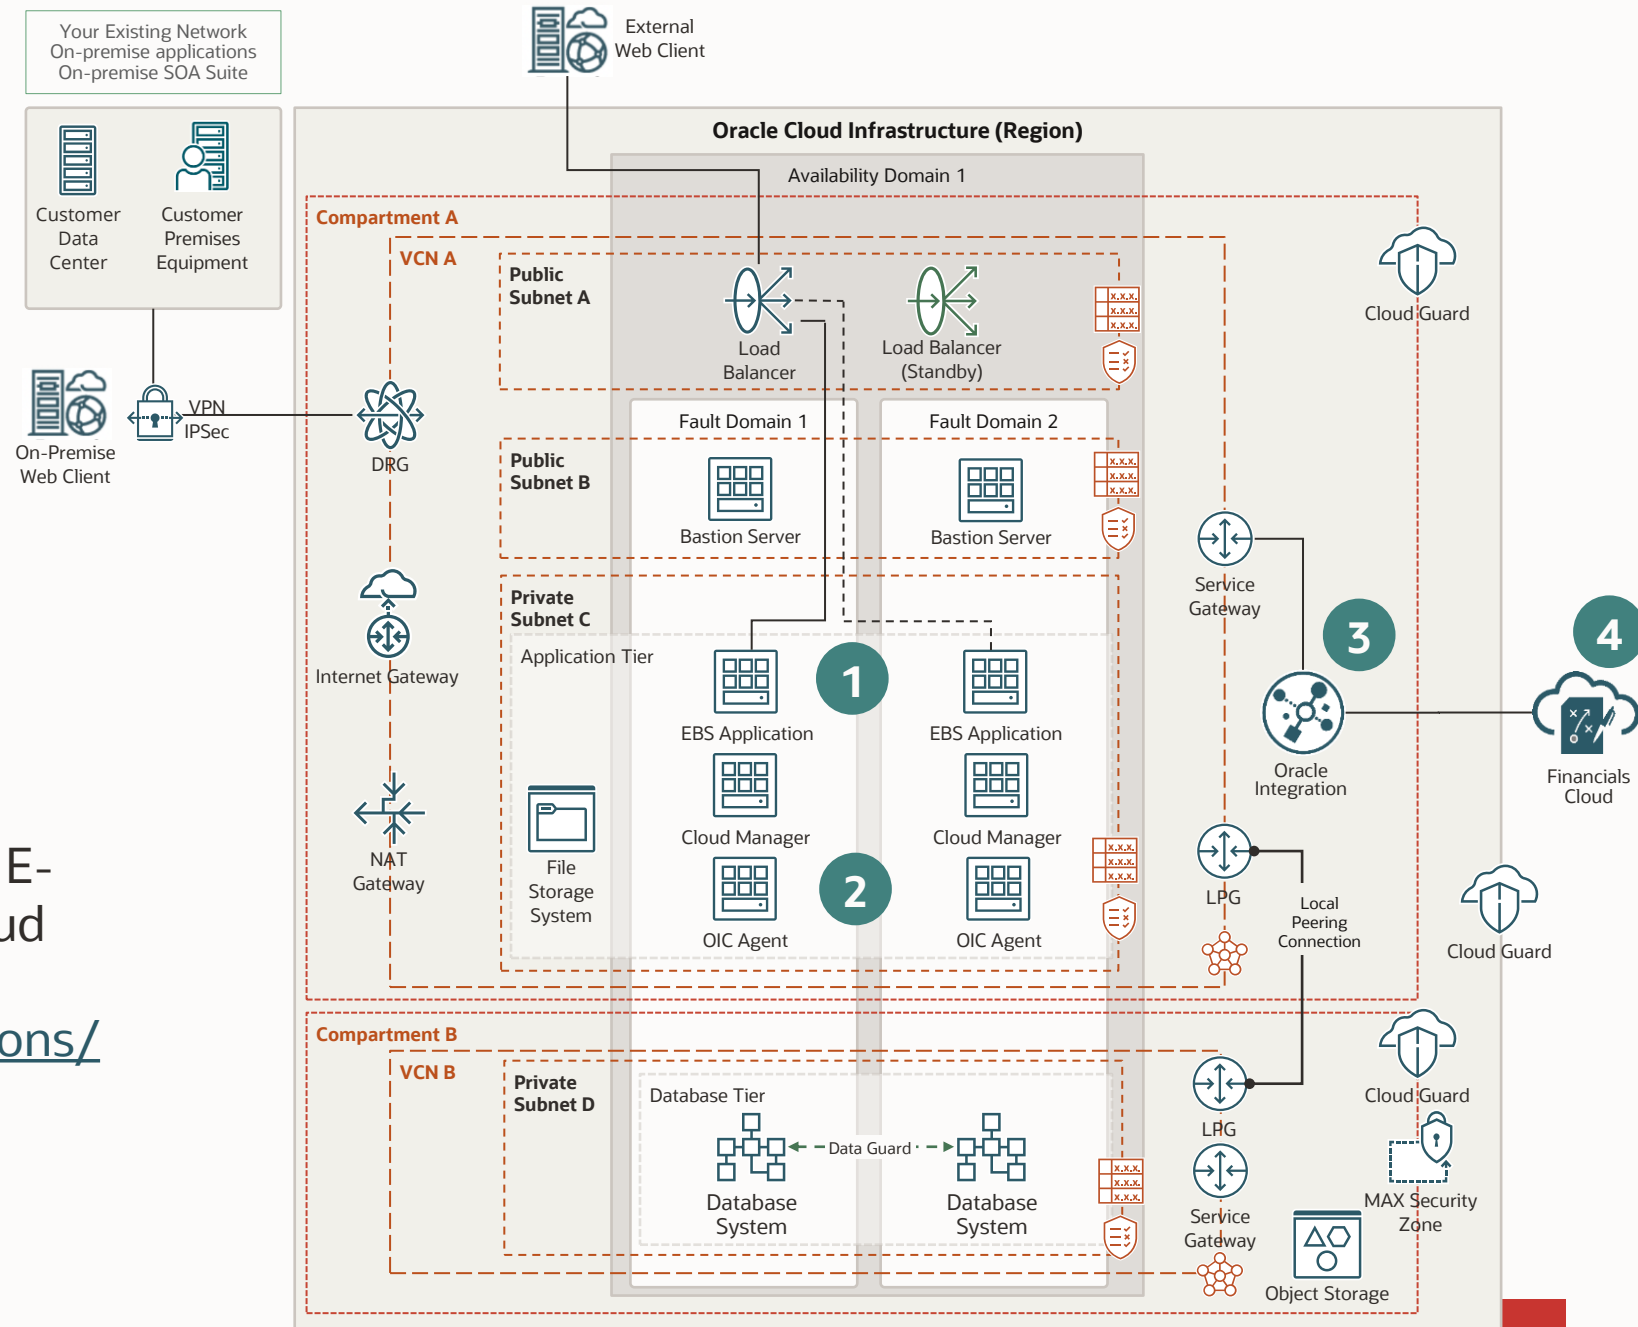 Your Existing Network
On-premise applications
On-premise SOA Suite
External
Web Client
Customer
Data
Center
Customer
Premises
Equipment
Oracle Cloud Infrastructure (Region)
Availability Domain 1
Compartment A
VCN A
Public
Subnet A
Load
Balancer
Load Balancer
(Standby)
x.x.x.
x.x.x.
x.x.x.
Cloud Guard
On-Premise
Web Client
VPN
IPSec
DRG
Fault Domain 1
Fault Domain 2
Public
Subnet B
Bastion Server
Bastion Server
x.x.x.
x.x.x.
x.x.x.
Service
Gateway
Internet Gateway
Private
Subnet C
Application Tier
EBS Application
1
EBS Application
3
4
Oracle
Integration
Financials
Cloud
NAT
Gateway
File
Storage
System
Cloud Manager
Cloud Manager
2
OIC Agent
OIC Agent
x.x.x.
x.x.x.
x.x.x.
LPG
Local
Peering
Connection
Cloud Guard
E-
ud
ons/
Compartment B
VCN B
Private
Subnet D
Database Tier
Data Guard
Database
System
Database
System
x.x.x.
x.x.x.
x.x.x.
LPG
Service
Gateway
Cloud Guard
MAX Security
Zone
Object Storage